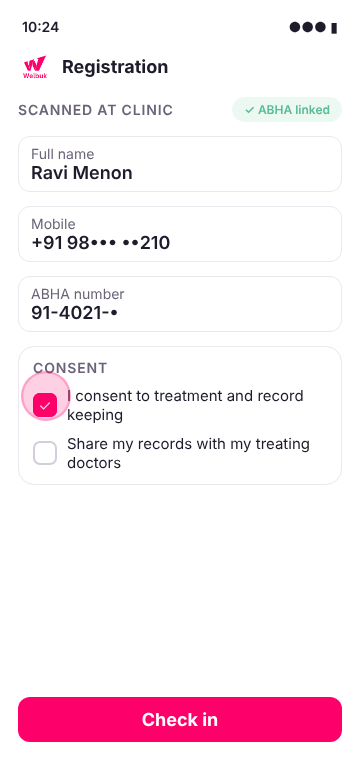 10:24
Welbuk
Registration
SCANNED AT CLINIC
✓ ABHA linked
Full name
Ravi Menon
Mobile
+91 98••• ••210
ABHA number
91-4021-•
CONSENT
I consent to treatment and record
keeping
Share my records with my treating
doctors
Check in